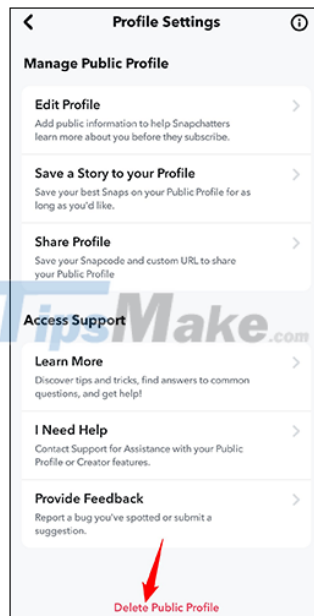 Profile Settings
Manage Public Profile
Edit Profile
Add public information to help Snapchatters
learn more about you before they subscribe.
Save a Story to your Profile
Save your best Snaps on your Public Profile for as
long as you'd like.
Share Profile
Save your Snapcode and custom URL to share
your Public Profile
TipsMake.com
Access Support
Learn More
Discover tips and tricks, find answers to common
questions, and get help!
I Need Help
Contact Support for Assistance with your Public
Profile or Creator features.
Provide Feedback
Report a bug you've spotted or submit a
suggestion.
Delete Public Profile